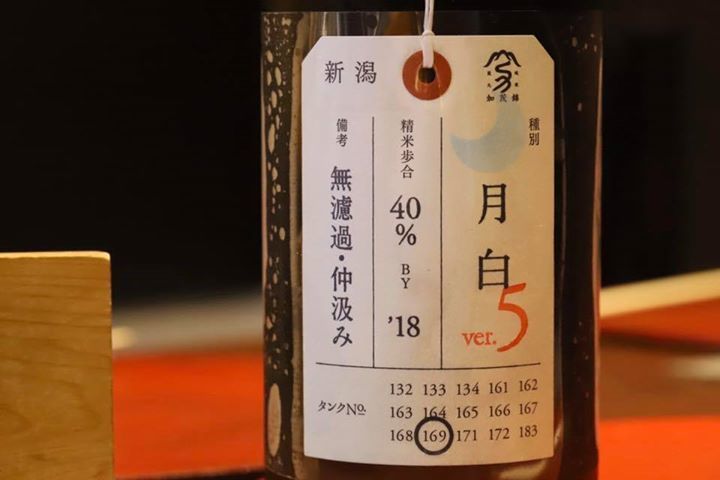 新潟
加茂錦
種別
月白
ver.5
精米歩合
40%
BY
'18
備考
無濾過・仲汲み
タンクNo.
132 133 134 161 162
163 164 165 166 167
168 169 171 172 183